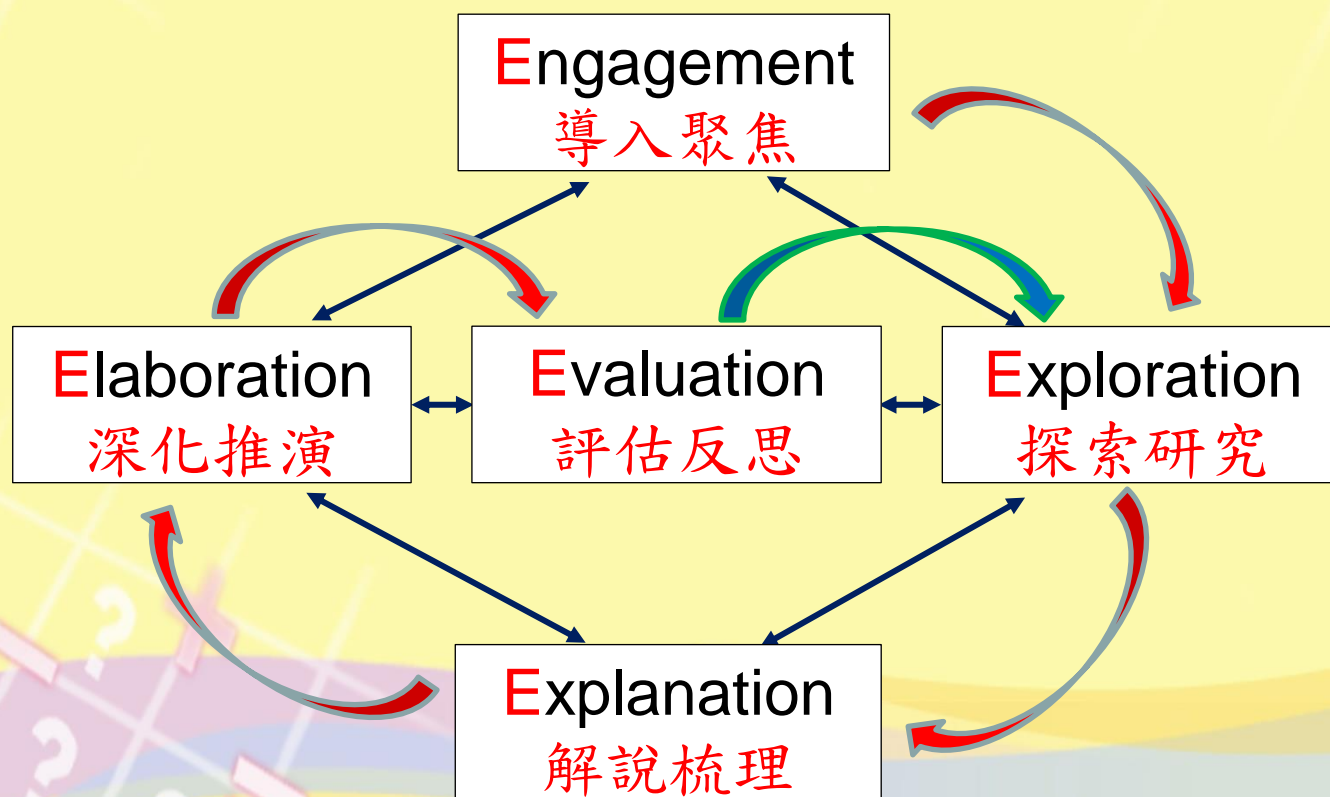 Engagement
導入聚焦
Elaboration
深化推演
Evaluation
評估反思
Exploration
探索研究
Explanation
解說梳理
?
?